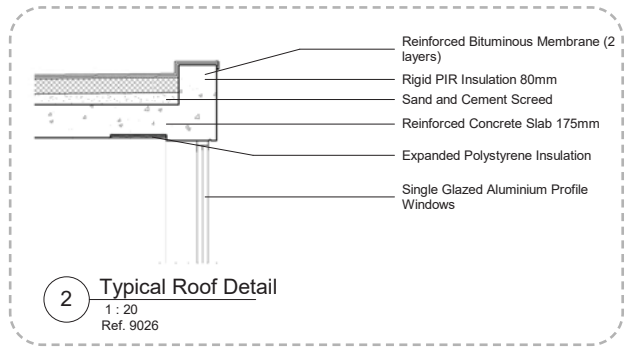 Reinforced Bituminous Membrane (2
layers)
Rigid PIR Insulation 80mm
Sand and Cement Screed
Reinforced Concrete Slab 175mm
Expanded Polystyrene Insulation
Single Glazed Aluminium Profile
Windows
2
Typical Roof Detail
1 : 20
Ref. 9026